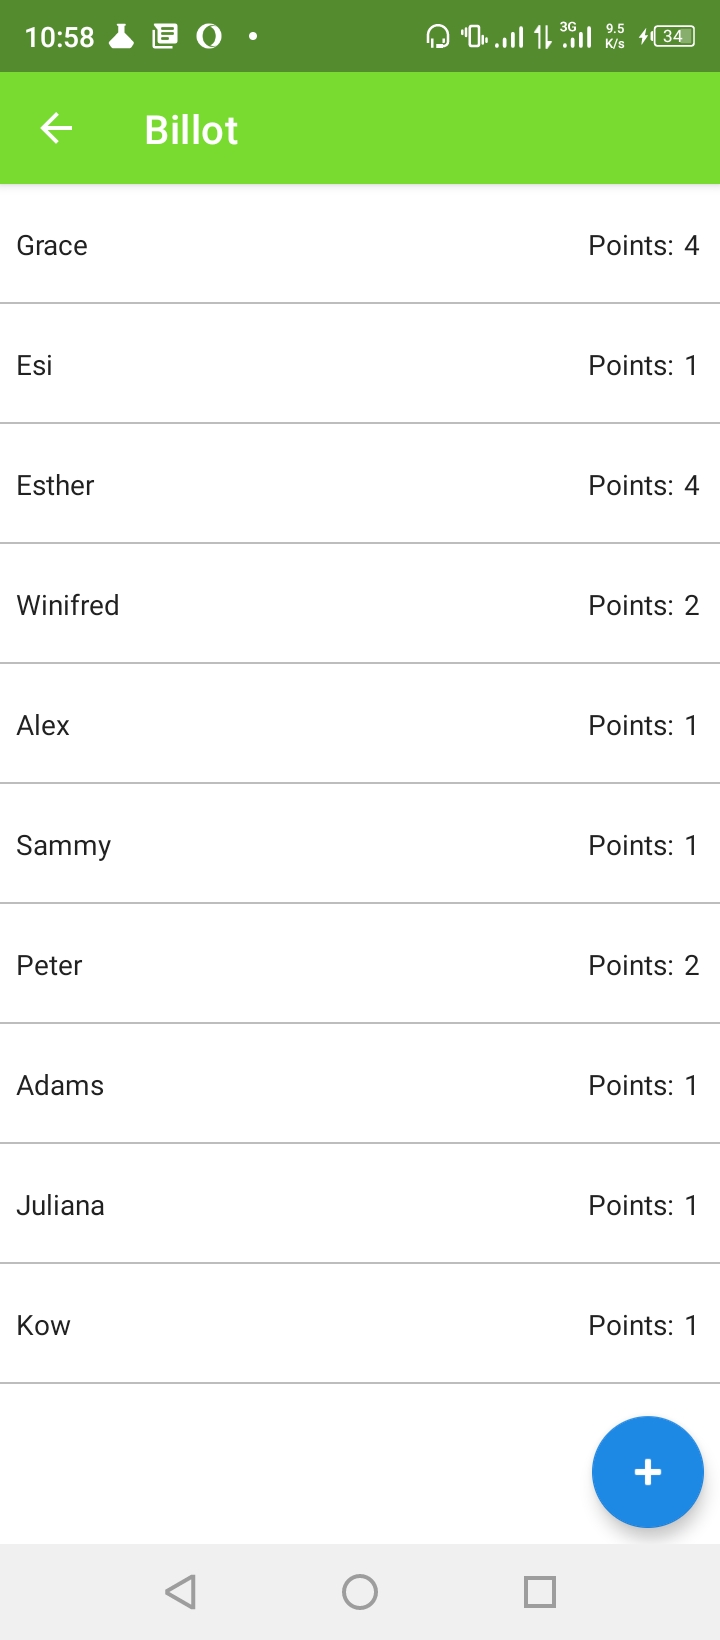 10:58 3G 9.5 K/s 34
Billot
Grace Points: 4
Esi Points: 1
Esther Points: 4
Winifred Points: 2
Alex Points: 1
Sammy Points: 1
Peter Points: 2
Adams Points: 1
Juliana Points: 1
Kow Points: 1